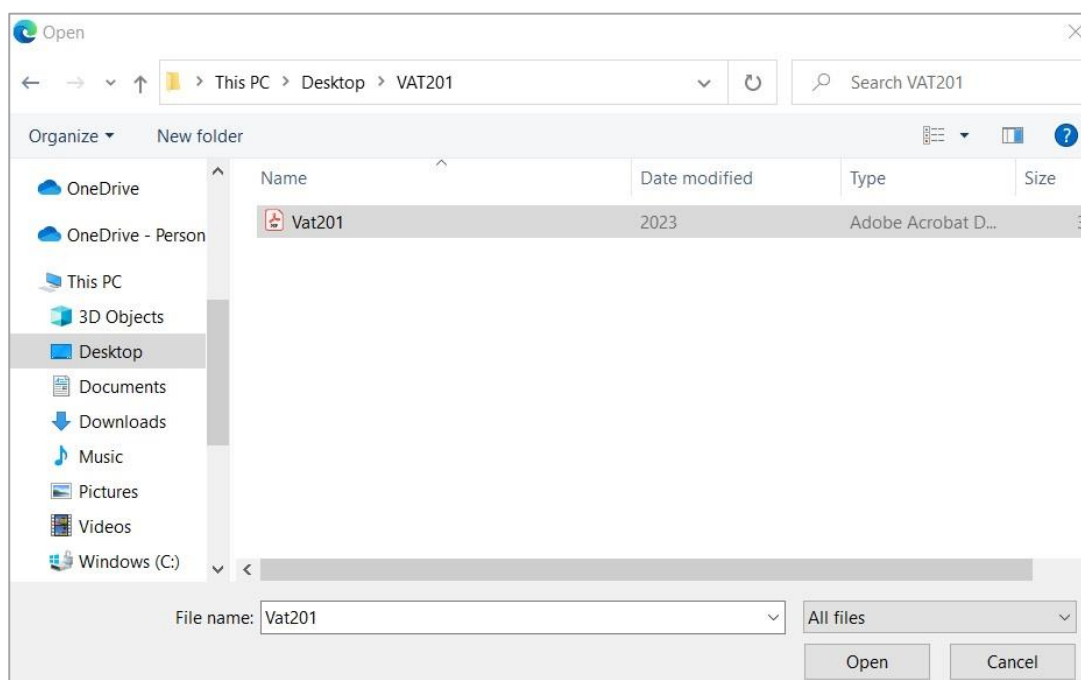 Open
This PC > Desktop > VAT201
Search VAT201
Organize
New folder
?
OneDrive
OneDrive - Person
This PC
3D Objects
Desktop
Documents
Downloads
Music
Pictures
Videos
Windows (C:)
Name Date modified Type Size
Vat201 2023 Adobe Acrobat D...
File name: Vat201
All files
Open Cancel